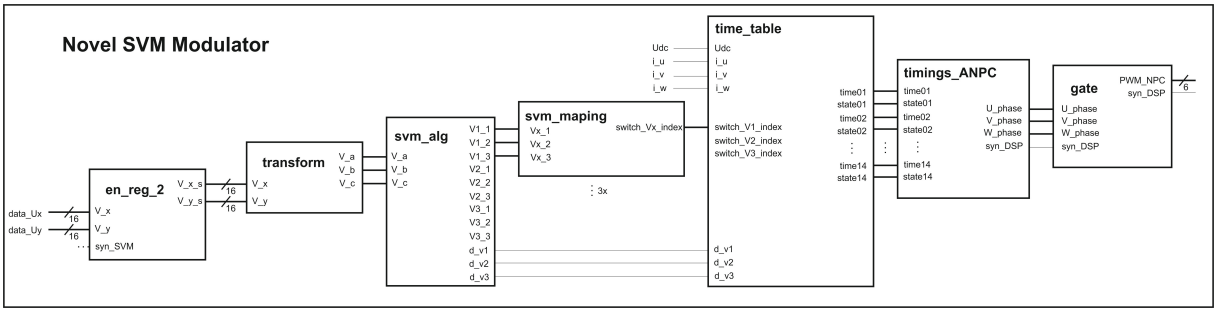 Novel SVM Modulator
data_Ux
data_Uy
16
16
en_reg_2
V_x
V_y
syn_SVM
V_x_s
V_y_s
16
16
transform
V_x
V_y
V_a
V_b
V_c
svm_alg
V_a
V_b
V_c
V1_1
V1_2
V1_3
V2_1
V2_2
V2_3
V3_1
V3_2
V3_3
d_v1
d_v2
d_v3
svm_maping
Vx_1
Vx_2
Vx_3
switch_Vx_index
3x
Udc
i_u
i_v
i_w
time_table
Udc
i_u
i_v
i_w
switch_V1_index
switch_V2_index
switch_V3_index
d_v1
d_v2
d_v3
time01
state01
time02
state02
time14
state14
timings_ANPC
time01
state01
time02
state02
time14
state14
U_phase
V_phase
W_phase
syn_DSP
gate
U_phase
V_phase
W_phase
syn_DSP
PWM_NPC
syn_DSP
6